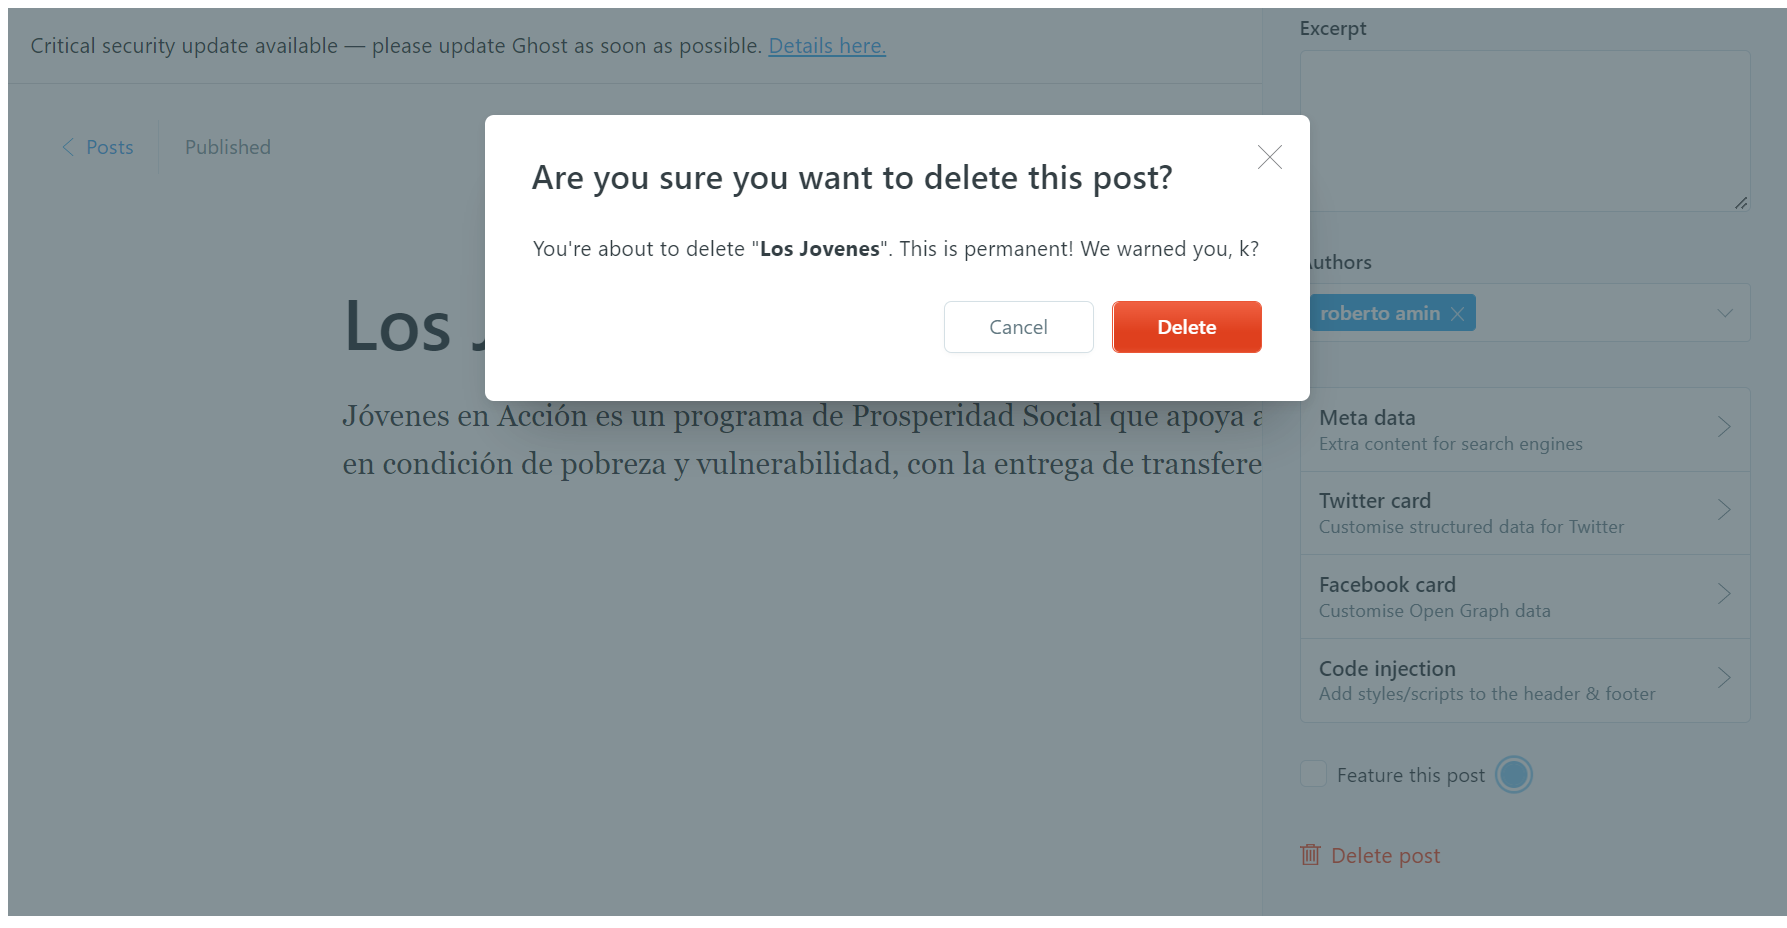 Critical security update available — please update Ghost as soon as possible. Details here.
Posts
Published
Are you sure you want to delete this post?
You're about to delete "Los Jovenes". This is permanent! We warned you, k?
Cancel
Delete
Los
Jóvenes en Acción es un programa de Prosperidad Social que apoya a
en condición de pobreza y vulnerabilidad, con la entrega de transfere
Excerpt
Authors
roberto amin
Meta data
Extra content for search engines
Twitter card
Customise structured data for Twitter
Facebook card
Customise Open Graph data
Code injection
Add styles/scripts to the header & footer
Feature this post
Delete post